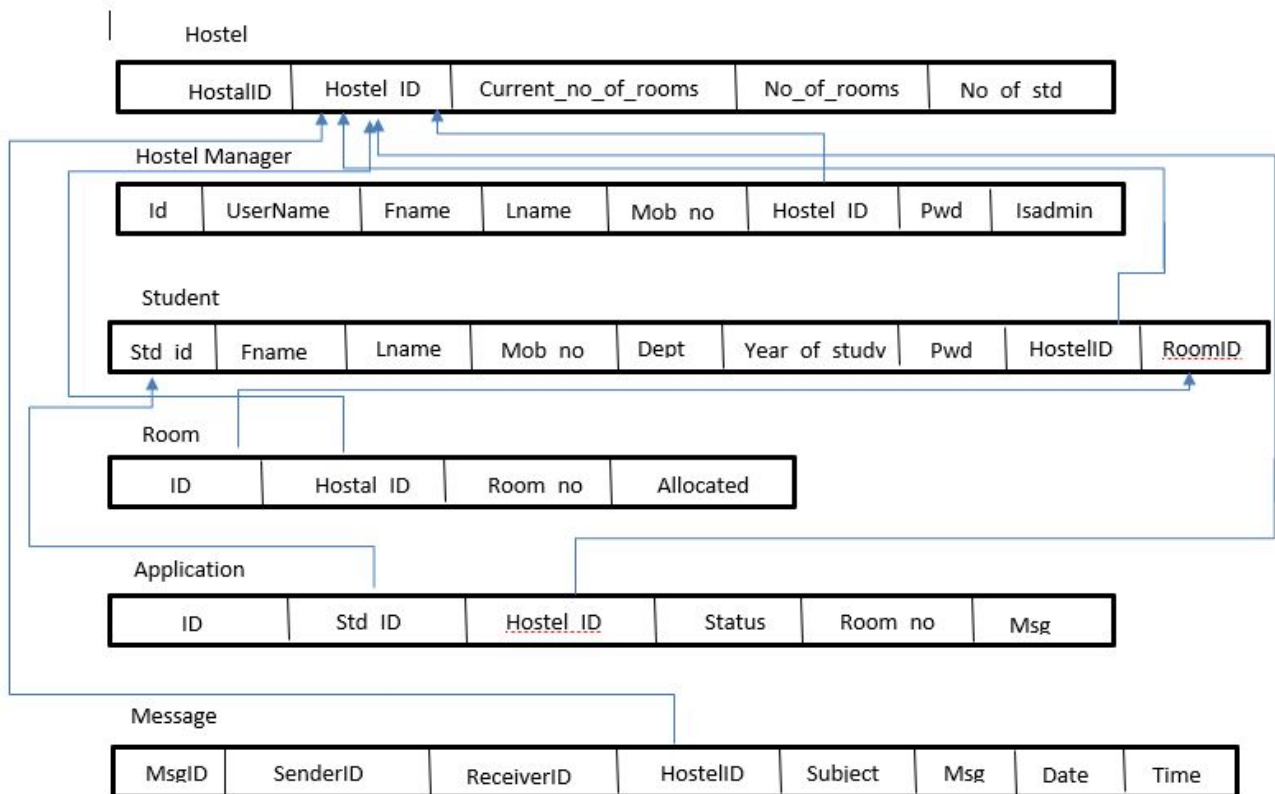 Hostel
HostalID Hostel ID Current_no_of_rooms No_of_rooms No of std
Hostel Manager
Id UserName Fname Lname Mob no Hostel ID Pwd Isadmin
Student
Std id Fname Lname Mob no Dept Year of study Pwd HostelID RoomID
Room
ID Hostal ID Room no Allocated
Application
ID Std ID Hostel ID Status Room no Msg
Message
MsgID SenderID ReceiverID HostelID Subject Msg Date Time